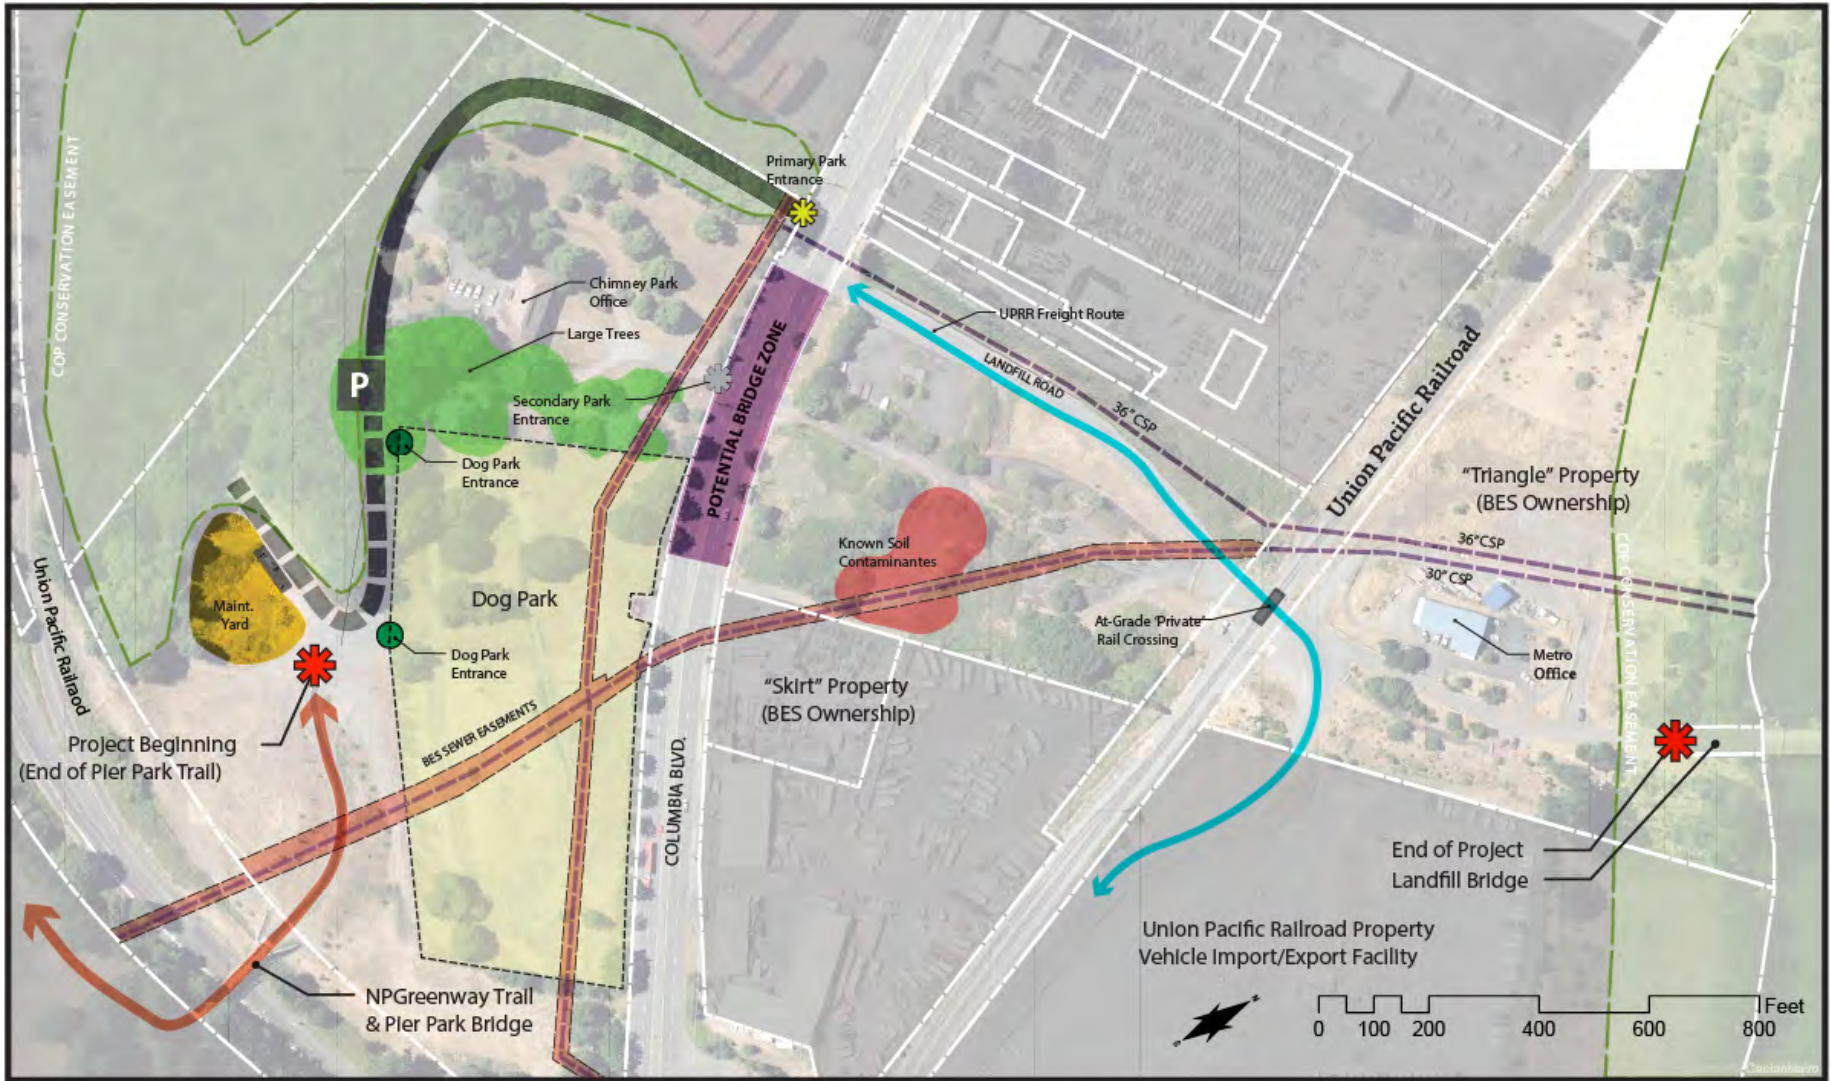 COP CONSERVATION EASEMENT
Primary Park
Entrance
Chimney Park
Office
Large Trees
P
Secondary Park
Entrance
POTENTIAL BRIDGE ZONE
UPRR Freight Route
LANDFILL ROAD
36" CSP
Union Pacific Railroad
"Triangle" Property
(BES Ownership)
Dog Park
Entrance
Known Soil
Contaminantes
36"CSP
30" CSP
COP CONSERVATION EASEMENT
Union Pacific Railroad
Maint.
Yard
Dog Park
Dog Park
Entrance
At-Grade 'Private'
Rail Crossing
Metro
Office
"Skirt" Property
(BES Ownership)
Project Beginning
(End of Pier Park Trail)
BES SEWER EASEMENTS
COLUMBIA BLVD.
End of Project
Landfill Bridge
Union Pacific Railroad Property
Vehicle Import/Export Facility
NPGreenway Trail
& Pier Park Bridge
Feet
0 100 200 400 600 800